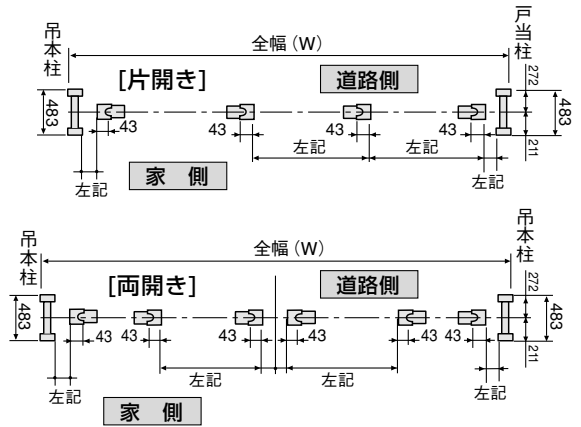 吊本柱
戸当柱
全幅（W）
[片開き]
道路側
272
483
483
43
43
43
43
211
左記
左記
左記
左記
家 側
吊本柱
吊本柱
全幅（W）
[両開き]
道路側
272
483
483
43
43
43
43
43
43
211
左記
左記
左記
左記
家 側